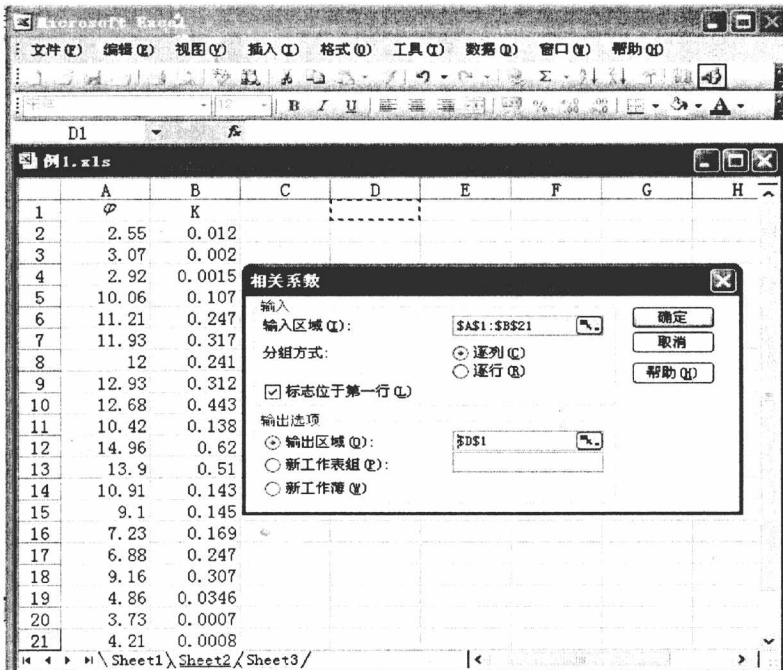 Microsoft Excel
文件(F) 编辑(E) 视图(V) 插入(I) 格式(O) 工具(T) 数据(D) 窗口(W) 帮助(H)
宋体 12 B I U % A
D1 fx
例1.xls
A B C D E F G H
1 φ K
2 2.55 0.012
3 3.07 0.002
4 2.92 0.0015
5 10.06 0.107
6 11.21 0.247
7 11.93 0.317
8 12 0.241
9 12.93 0.312
10 12.68 0.443
11 10.42 0.138
12 14.96 0.62
13 13.9 0.51
14 10.91 0.143
15 9.1 0.145
16 7.23 0.169
17 6.88 0.247
18 9.16 0.307
19 4.86 0.0346
20 3.73 0.0007
21 4.21 0.0008
相关系数
输入
输入区域(I): $A$1:$B$21
分组方式: 逐列(C)
逐行(R)
标志位于第一行(L)
输出选项
输出区域(O): $D$1
新工作表组(P):
新工作薄(W)
确定
取消
帮助(H)
Sheet1 Sheet2 Sheet3